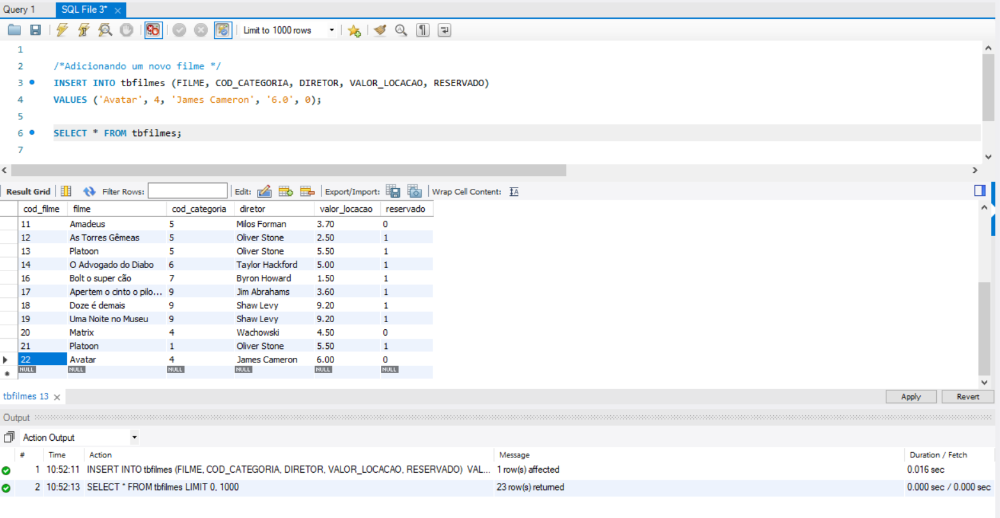 Query 1 SQL File 3*
Limit to 1000 rows
1
2 /*Adicionando um novo filme */
3 INSERT INTO tbfilmes (FILME, COD_CATEGORIA, DIRETOR, VALOR_LOCACAO, RESERVADO)
4 VALUES ('Avatar', 4, 'James Cameron', '6.0', 0);
5
6 SELECT * FROM tbfilmes;
7
Result Grid Filter Rows: Edit: Export/Import: Wrap Cell Content: IA
cod_filme filme cod_categoria diretor valor_locacao reservado
11 Amadeus 5 Milos Forman 3.70 0
12 As Torres Gêmeas 5 Oliver Stone 2.50 1
13 Platoon 5 Oliver Stone 5.50 1
14 O Advogado do Diabo 6 Taylor Hackford 5.00 1
16 Bolt o super cão 7 Byron Howard 1.50 1
17 Apertem o cinto o pilo... 9 Jim Abrahams 3.60 1
18 Doze é demais 9 Shaw Levy 9.20 1
19 Uma Noite no Museu 9 Shaw Levy 9.20 1
20 Matrix 4 Wachowski 4.50 0
21 Platoon 1 Oliver Stone 5.50 1
22 Avatar 4 James Cameron 6.00 0
NULL NULL NULL NULL NULL NULL
tbfilmes 13 Apply Revert
Output
Action Output
# Time Action Message Duration / Fetch
1 10:52:11 INSERT INTO tbfilmes (FILME, COD_CATEGORIA, DIRETOR, VALOR_LOCACAO, RESERVADO) VAL... 1 row(s) affected 0.016 sec
2 10:52:13 SELECT * FROM tbfilmes LIMIT 0, 1000 23 row(s) returned 0.000 sec / 0.000 sec